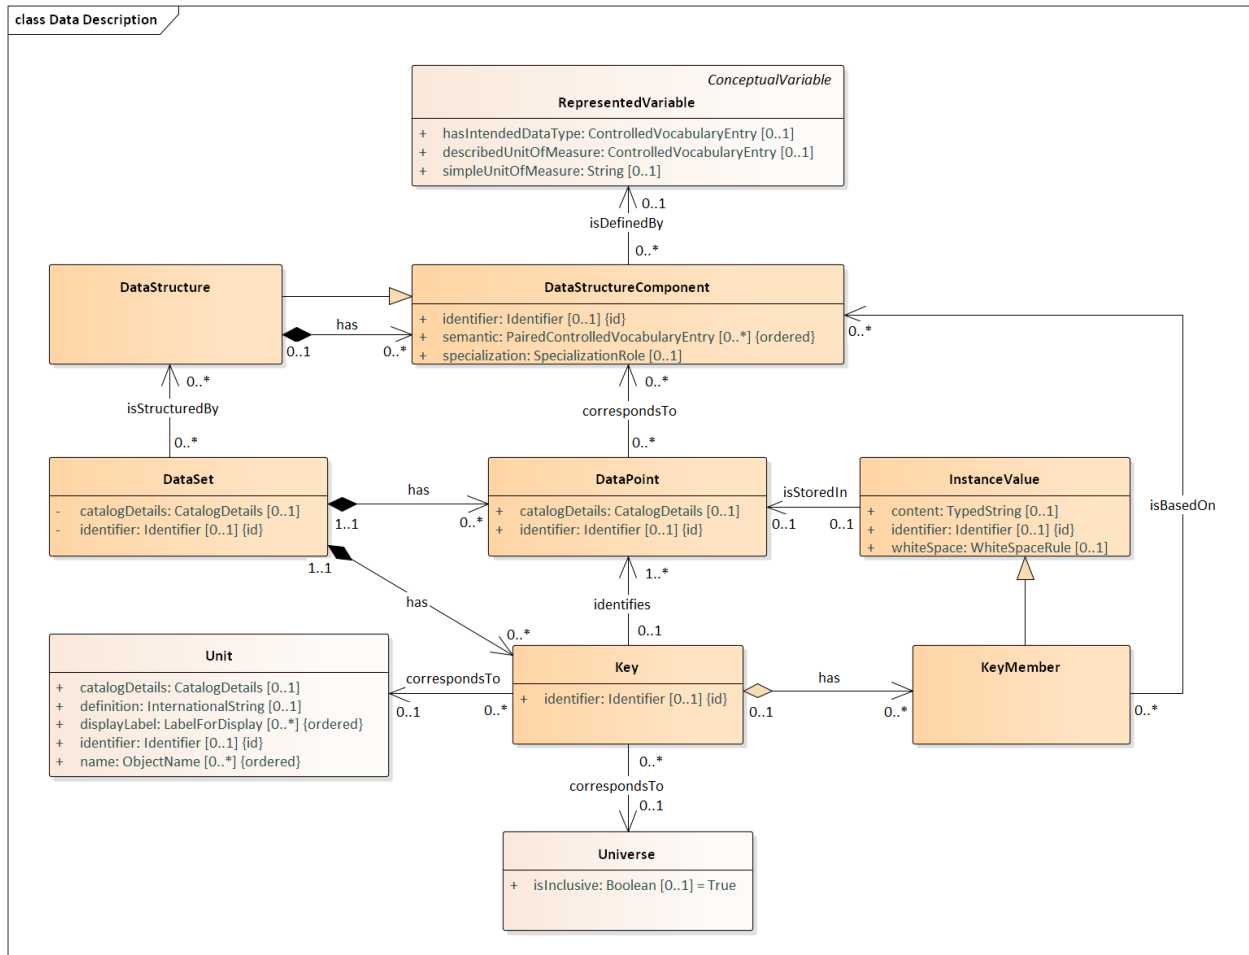 class Data Description
ConceptualVariable
RepresentedVariable
+ hasIntendedDataType: ControlledVocabularyEntry [0..1]
+ describedUnitOfMeasure: ControlledVocabularyEntry [0..1]
+ simpleUnitOfMeasure: String [0..1]
0..1
isDefinedBy
0..*
DataStructure
DataStructureComponent
+ identifier: Identifier [0..1] {id}
+ semantic: PairedControlledVocabularyEntry [0..*] {ordered}
+ specialization: SpecializationRole [0..1]
has
0..1
0..*
0..*
0..*
isStructuredBy
0..*
0..*
correspondsTo
0..*
DataSet
- catalogDetails: CatalogDetails [0..1]
- identifier: Identifier [0..1] {id}
has
1..1
0..*
DataPoint
+ catalogDetails: CatalogDetails [0..1]
+ identifier: Identifier [0..1] {id}
isStoredIn
0..1
0..1
InstanceValue
+ content: TypedString [0..1]
+ identifier: Identifier [0..1] {id}
+ whiteSpace: WhiteSpaceRule [0..1]
isBasedOn
1..1
has
0..*
1..*
identifies
0..1
Unit
+ catalogDetails: CatalogDetails [0..1]
+ definition: InternationalString [0..1]
+ displayLabel: LabelForDisplay [0..*] {ordered}
+ identifier: Identifier [0..1] {id}
+ name: ObjectName [0..*] {ordered}
correspondsTo
0..1
0..*
Key
+ identifier: Identifier [0..1] {id}
has
0..1
0..*
KeyMember
0..*
0..*
correspondsTo
0..1
Universe
+ isInclusive: Boolean [0..1] = True